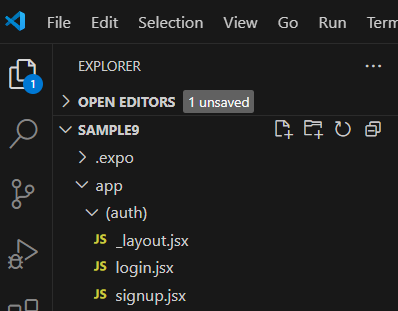 File Edit Selection View Go Run Term
EXPLORER
1
OPEN EDITORS 1 unsaved
SAMPLE9
.expo
app
(auth)
JS _layout.jsx
JS login.jsx
JS signup.jsx